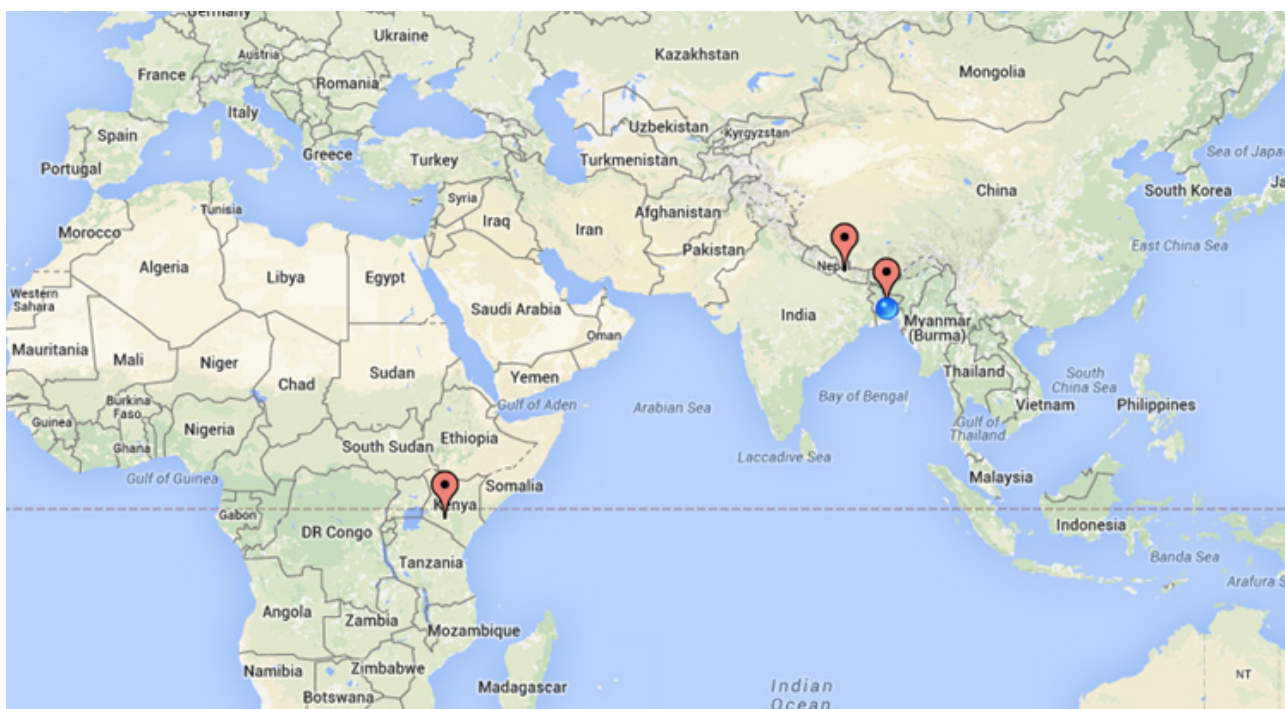 Germany
Ukraine
Kazakhstan
Mongolia
Austria
France
Romania
Italy
Uzbekistan
Kyrgyzstan
Spain
Portugal
Greece
Turkey
Turkmenistan
Sea of Japa
China
South Korea
Ja
Syria
Tunisia
Afghanistan
Iraq
Iran
Morocco
Pakistan
East China Sea
Algeria
Libya
Egypt
Nepa
Western
Sahara
Saudi Arabia
India
Myanmar
(Burma)
Oman
Mauritania
Mali
Niger
Chad
Sudan
Yemen
Thailand
South
China Sea
Gulf of Aden
Arabian Sea
Bay of Bengal
Vietnam
Philippines
Burkina
Faso
Guinea
Nigeria
Ghana
South Sudan
Ethiopia
Gulf of
Thailand
Laccadive Sea
Gulf of Guinea
Somalia
Malaysia
Kenya
Gabon
DR Congo
Indonesia
Tanzania
Banda Sea
Arafura S
Angola
Zambia
Mozambique
Zimbabwe
Namibia
Botswana
Madagascar
Indian
Ocean
NT